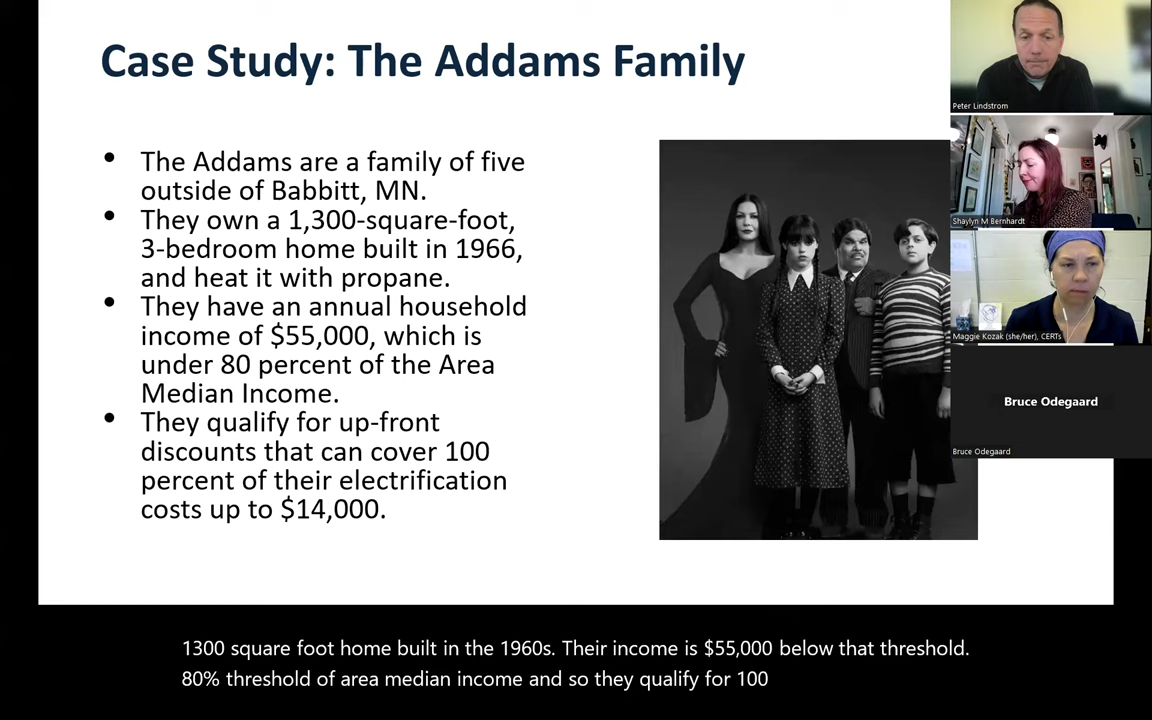 Case Study: The Addams Family
• The Addams are a family of five
outside of Babbitt, MN.
• They own a 1,300-square-foot,
3-bedroom home built in 1966,
and heat it with propane.
• They have an annual household
income of $55,000, which is
under 80 percent of the Area
Median Income.
• They qualify for up-front
discounts that can cover 100
percent of their electrification
costs up to $14,000.
Peter Lindstrom
Shaylyn M Bernhardt
Maggie Kozak (she/her), CERTs
Bruce Odegaard
Bruce Odegaard
1300 square foot home built in the 1960s. Their income is $55,000 below that threshold.
80% threshold of area median income and so they qualify for 100